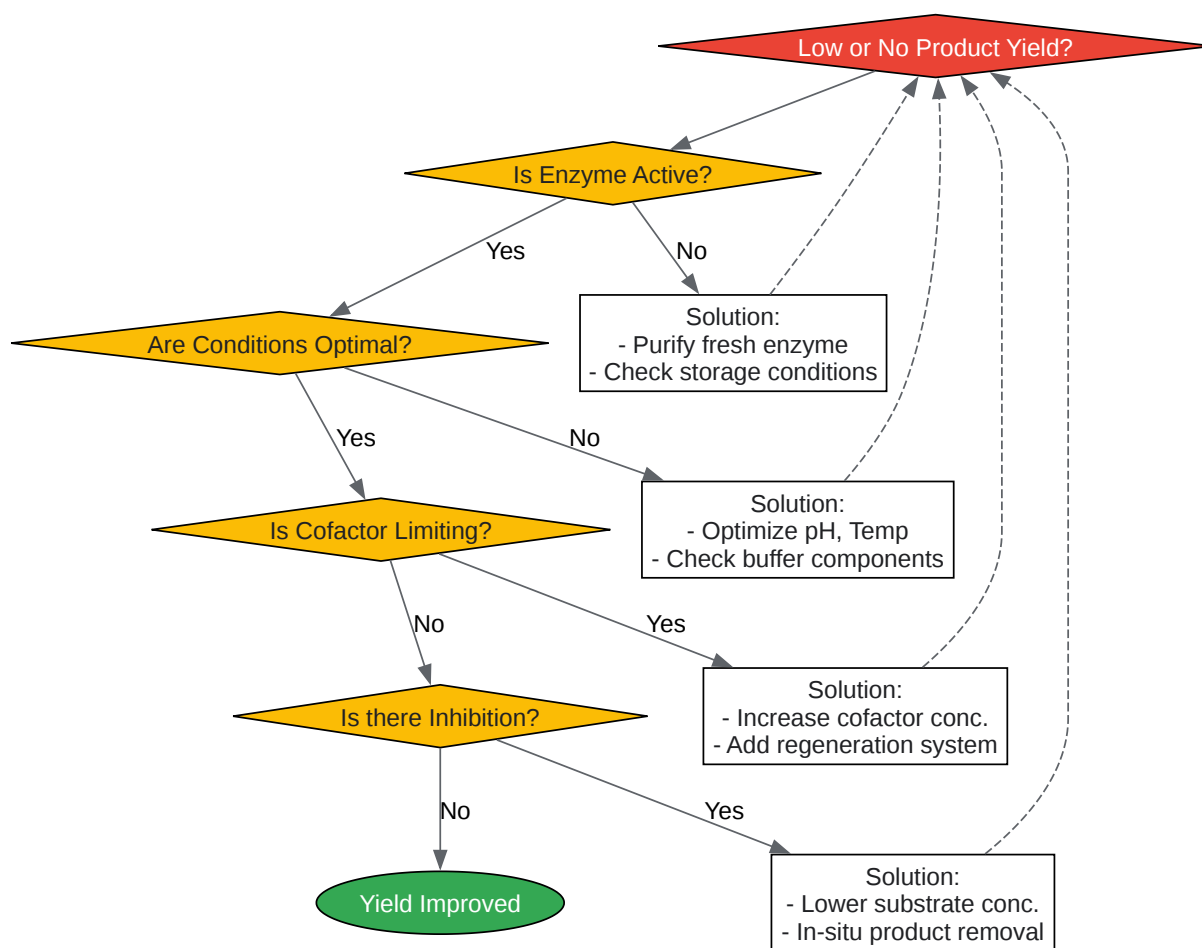 Low or No Product Yield?
Is Enzyme Active?
Yes
No
Solution:
- Purify fresh enzyme
- Check storage conditions
Are Conditions Optimal?
Yes
No
Solution:
- Optimize pH, Temp
- Check buffer components
Is Cofactor Limiting?
No
Yes
Solution:
- Increase cofactor conc.
- Add regeneration system
Is there Inhibition?
No
Yes
Solution:
- Lower substrate conc.
- In-situ product removal
Yield Improved